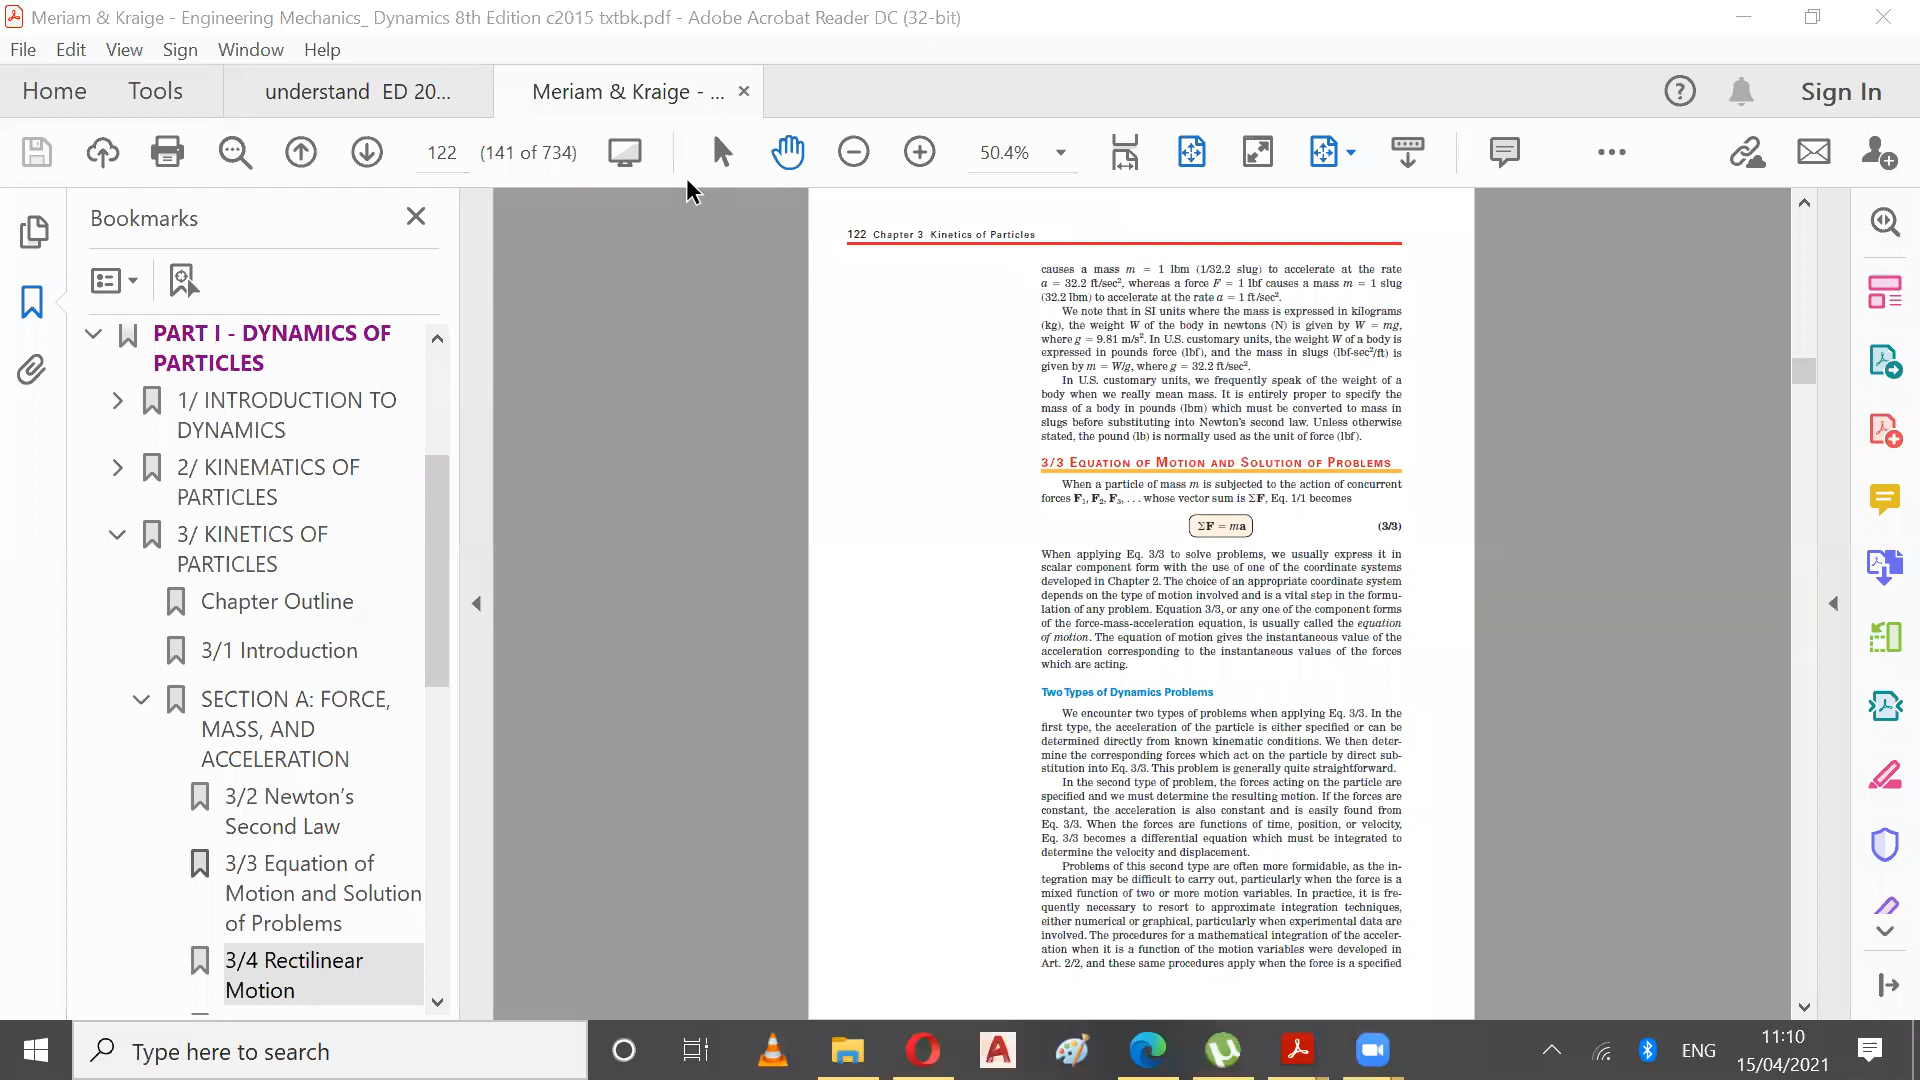 Meriam & Kraige - Engineering Mechanics_ Dynamics 8th Edition c2015 txtbk.pdf - Adobe Acrobat Reader DC (32-bit)
File Edit View Sign Window Help
Home Tools understand ED 20... Meriam & Kraige - ... Sign In
122 (141 of 734) 50.4%
Bookmarks
PART I - DYNAMICS OF
PARTICLES
1/ INTRODUCTION TO
DYNAMICS
2/ KINEMATICS OF
PARTICLES
3/ KINETICS OF
PARTICLES
Chapter Outline
3/1 Introduction
SECTION A: FORCE,
MASS, AND
ACCELERATION
3/2 Newton's
Second Law
3/3 Equation of
Motion and Solution
of Problems
3/4 Rectilinear
Motion
122 Chapter 3 Kinetics of Particles
causes a mass m = 1 lbm (1/32.2 slug) to accelerate at the rate
a = 32.2 ft/sec², whereas a force F = 1 lbf causes a mass m = 1 slug
(32.2 lbm) to accelerate at the rate a = 1 ft/sec².
We note that in SI units where the mass is expressed in kilograms
(kg), the weight W of the body in newtons (N) is given by W = mg,
where g = 9.81 m/s². In U.S. customary units, the weight W of a body is
expressed in pounds force (lbf), and the mass in slugs (lbf-sec²/ft) is
given by m = W/g, where g = 32.2 ft/sec².
In U.S. customary units, we frequently speak of the weight of a
body when we really mean mass. It is entirely proper to specify the
mass of a body in pounds (lbm) which must be converted to mass in
slugs before substituting into Newton's second law. Unless otherwise
stated, the pound (lb) is normally used as the unit of force (lbf).
3/3 EQUATION OF MOTION AND SOLUTION OF PROBLEMS
When a particle of mass m is subjected to the action of concurrent
forces F₁, F₂, F₃, . . . whose vector sum is ΣF, Eq. 1/1 becomes
ΣF = ma (3/3)
When applying Eq. 3/3 to solve problems, we usually express it in
scalar component form with the use of one of the coordinate systems
developed in Chapter 2. The choice of an appropriate coordinate system
depends on the type of motion involved and is a vital step in the formu-
lation of any problem. Equation 3/3, or any one of the component forms
of the force-mass-acceleration equation, is usually called the equation
of motion. The equation of motion gives the instantaneous value of the
acceleration corresponding to the instantaneous values of the forces
which are acting.
Two Types of Dynamics Problems
We encounter two types of problems when applying Eq. 3/3. In the
first type, the acceleration of the particle is either specified or can be
determined directly from known kinematic conditions. We then deter-
mine the corresponding forces which act on the particle by direct sub-
stitution into Eq. 3/3. This problem is generally quite straightforward.
In the second type of problem, the forces acting on the particle are
specified and we must determine the resulting motion. If the forces are
constant, the acceleration is also constant and is easily found from
Eq. 3/3. When the forces are functions of time, position, or velocity,
Eq. 3/3 becomes a differential equation which must be integrated to
determine the velocity and displacement.
Problems of this second type are often more formidable, as the in-
tegration may be difficult to carry out, particularly when the force is a
mixed function of two or more motion variables. In practice, it is fre-
quently necessary to resort to approximate integration techniques,
either numerical or graphical, particularly when experimental data are
involved. The procedures for a mathematical integration of the acceler-
ation when it is a function of the motion variables were developed in
Art. 2/2, and these same procedures apply when the force is a specified
Type here to search
ENG
11:10
15/04/2021